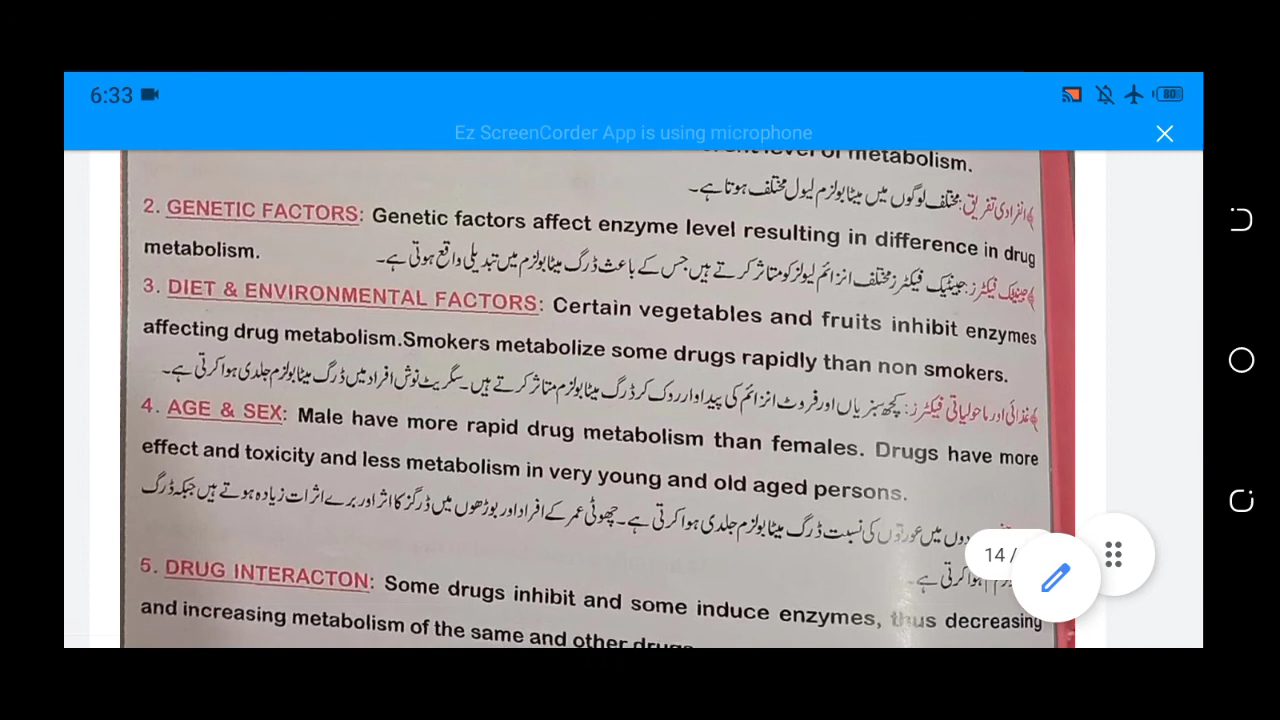 6:33
80
Ez ScreenCorder App is using microphone
level of metabolism.
انفرادی تفریق: مختلف لوگوں میں میٹابولزم لیول مختلف ہوتا ہے۔
2. GENETIC FACTORS: Genetic factors affect enzyme level resulting in difference in drug
metabolism.
جینیٹک فیکٹرز: جینیٹک فیکٹرز مختلف انزائم لیولز کو متاثر کرتے ہیں جس کے باعث ڈرگ میٹابولزم میں تبدیلی واقع ہوتی ہے۔
3. DIET & ENVIRONMENTAL FACTORS: Certain vegetables and fruits inhibit enzymes
affecting drug metabolism.Smokers metabolize some drugs rapidly than non smokers.
غذائی اور ماحولیاتی فیکٹرز: کچھ سبزیاں اور فروٹ انزائم کی پیداوار روک کر ڈرگ میٹابولزم متاثر کرتے ہیں۔ سگریٹ نوش افراد میں ڈرگ میٹابولزم جلدی ہوا کرتی ہے۔
4. AGE & SEX: Male have more rapid drug metabolism than females. Drugs have more
effect and toxicity and less metabolism in very young and old aged persons.
میں عورتوں کی نسبت ڈرگ میٹابولزم جلدی ہوا کرتی ہے۔ چھوٹی عمر کے افراد اور بوڑھوں میں ڈرگز کا اثر اور برے اثرات زیادہ ہوتے ہیں جبکہ ڈرگ
ہوا کرتی ہے۔
14 /
5. DRUG INTERACTON: Some drugs inhibit and some induce enzymes, thus decreasing
and increasing metabolism of the same and other drugs